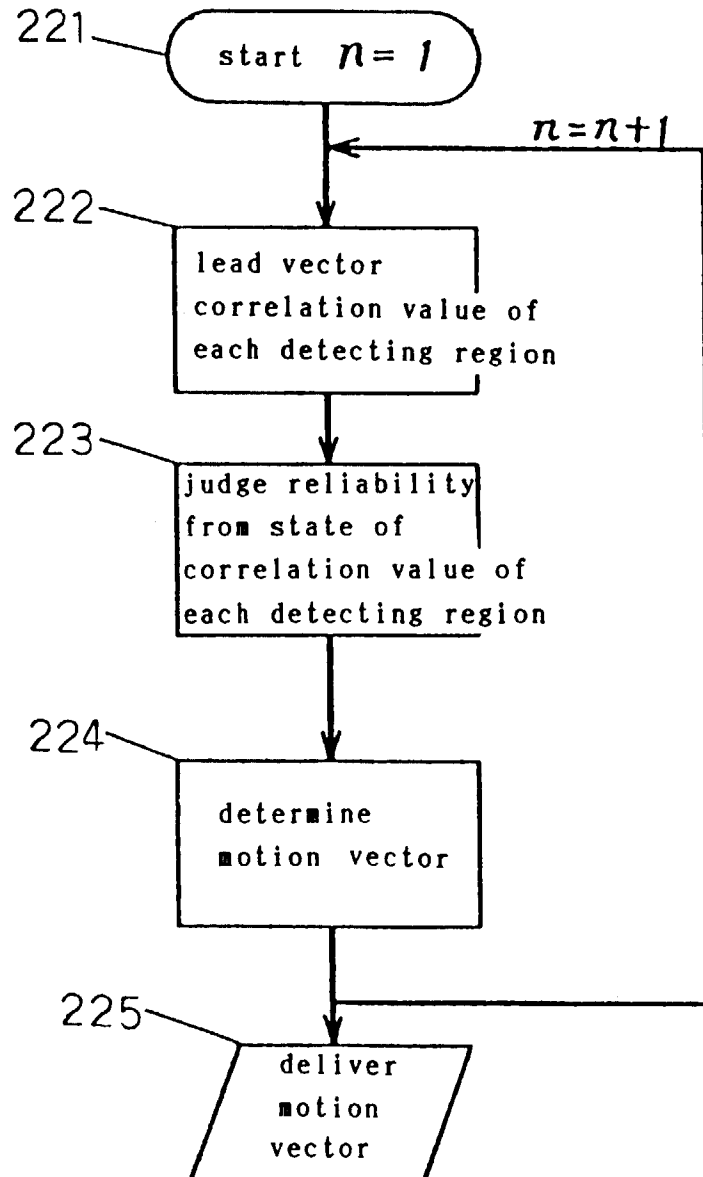 221
start n = 1
n = n + 1
222
lead vector
correlation value of
each detecting region
223
judge reliability
from state of
correlation value of
each detecting region
224
determine
motion vector
225
deliver
motion
vector